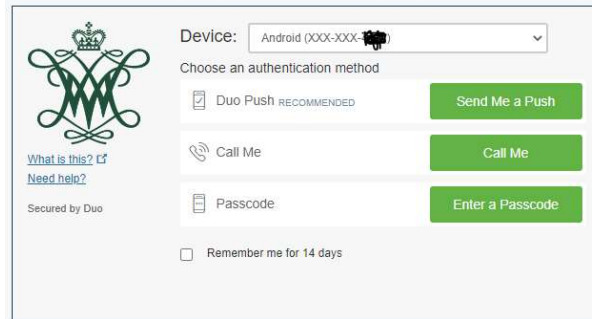 Device: Android (XXX-XXX-
Choose an authentication method
Duo Push RECOMMENDED Send Me a Push
Call Me Call Me
Passcode Enter a Passcode
Remember me for 14 days
What is this?
Need help?
Secured by Duo